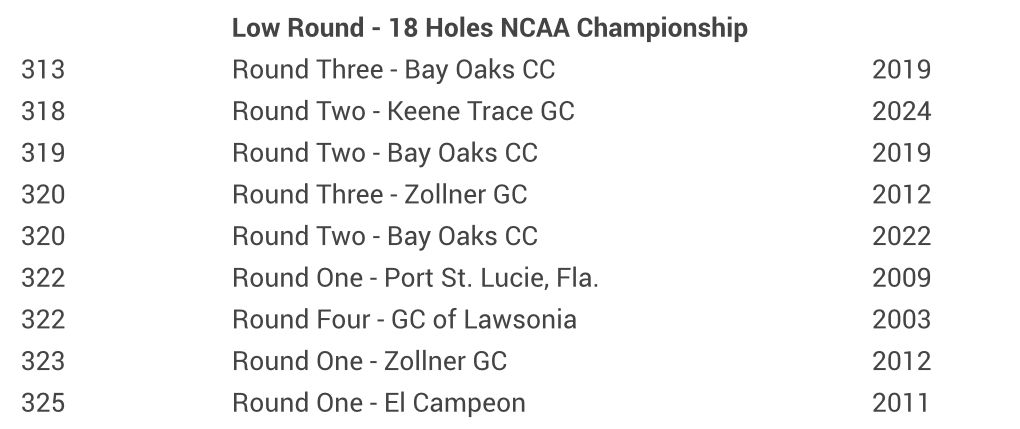 Low Round - 18 Holes NCAA Championship
313 Round Three - Bay Oaks CC 2019
318 Round Two - Keene Trace GC 2024
319 Round Two - Bay Oaks CC 2019
320 Round Three - Zollner GC 2012
320 Round Two - Bay Oaks CC 2022
322 Round One - Port St. Lucie, Fla. 2009
322 Round Four - GC of Lawsonia 2003
323 Round One - Zollner GC 2012
325 Round One - El Campeon 2011